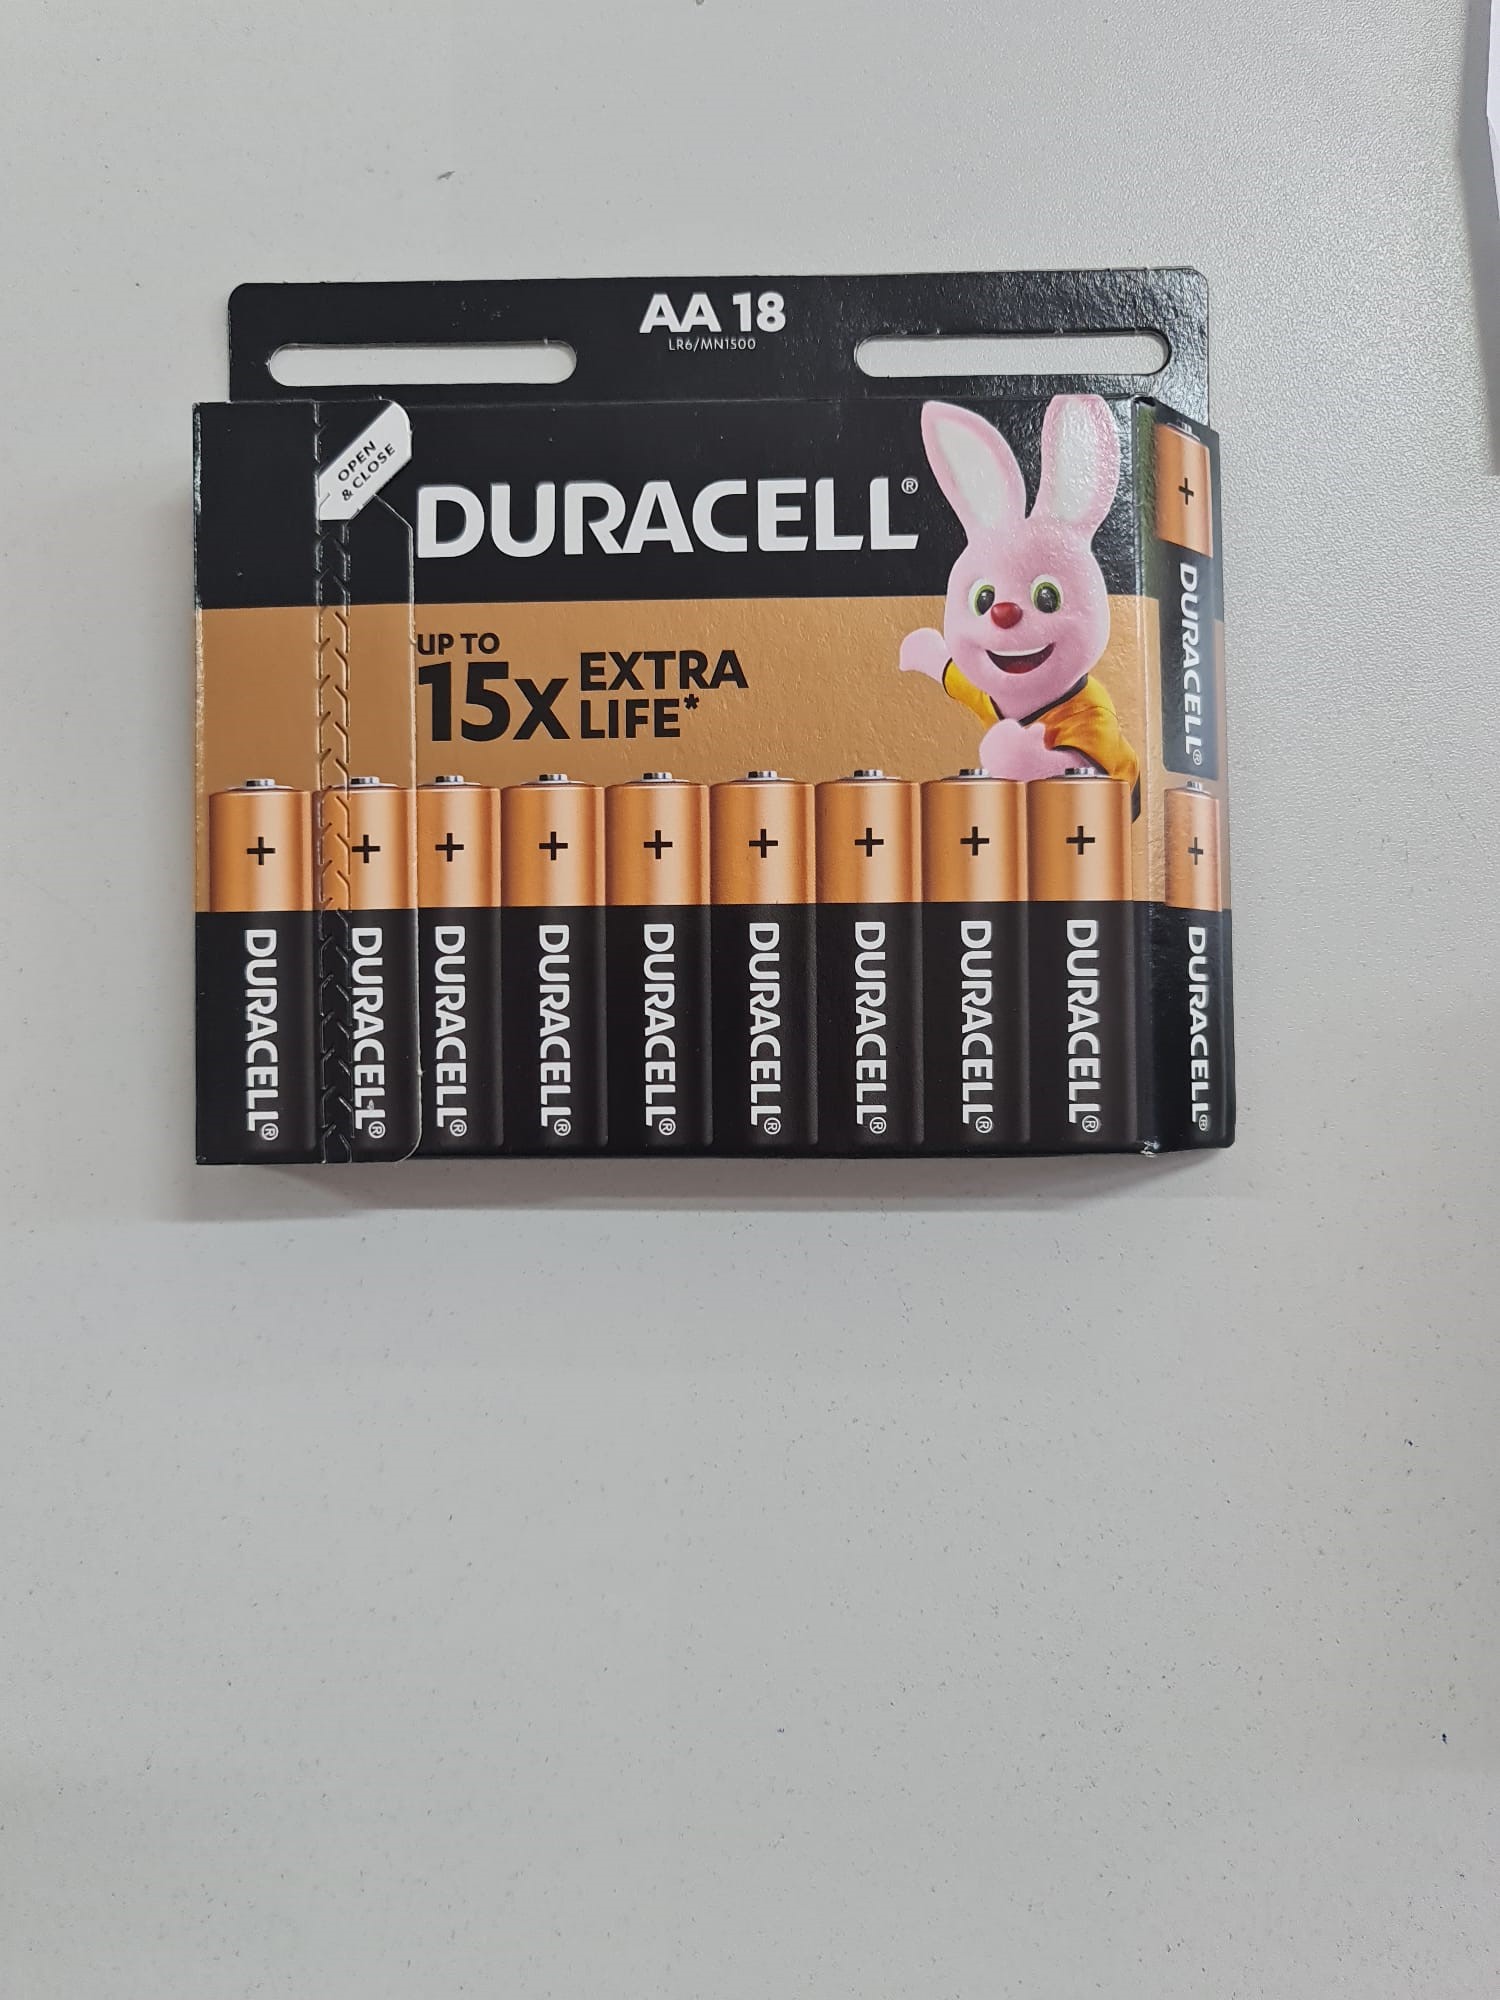 AA 18
LR6/MN1500
OPEN
& CLOSE
DURACELL®
UP TO
15X EXTRA
LIFE*
+
DURACELL®
+ + + + + + + + + +
DURACELL® DURACELL® DURACELL® DURACELL® DURACELL® DURACELL® DURACELL® DURACELL® DURACELL® DURACELL®